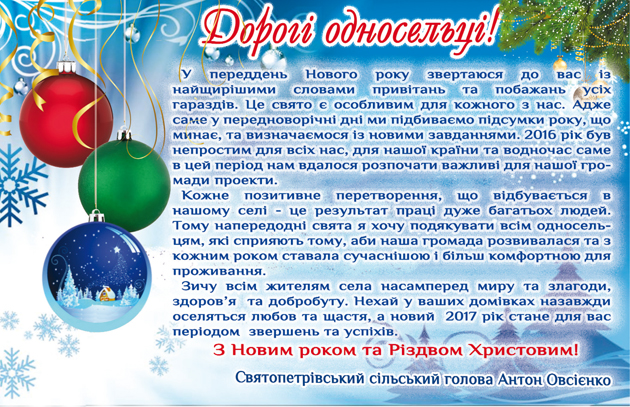 Дорогі односельці!
У переддень Нового року звертаюся до вас із
найщирішими словами привітань та побажань усіх
гараздів. Це свято є особливим для кожного з нас. Адже
саме у передноворічні дні ми підбиваємо підсумки року, що
минає, та визначаємося із новими завданнями. 2016 рік був
непростим для всіх нас, для нашої країни та водночас саме
в цей період нам вдалося розпочати важливі для нашої гро-
мади проекти.
Кожне позитивне перетворення, що відбувається в
нашому селі - це результат праці дуже багатьох людей.
Тому напередодні свята я хочу подякувати всім односель-
цям, які сприяють тому, аби наша громада розвивалася та з
кожним роком ставала сучаснішою і більш комфортною для
проживання.
Зичу всім жителям села насамперед миру та злагоди,
здоров’я та добробуту. Нехай у ваших домівках назавжди
оселяться любов та щастя, а новий 2017 рік стане для вас
періодом звершень та успіхів.
З Новим роком та Різдвом Христовим!
Святопетрівський сільський голова Антон Овсієнко